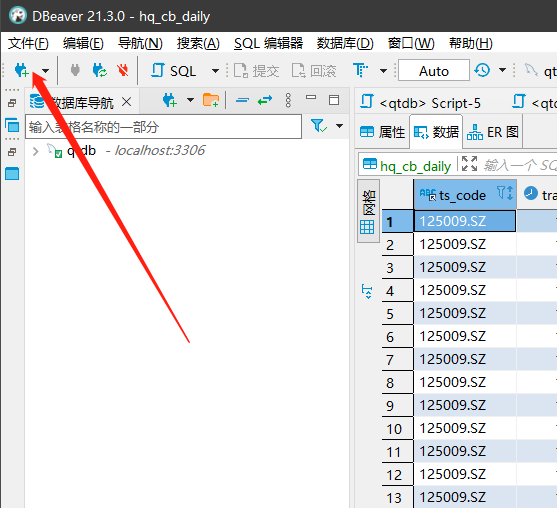 DBeaver 21.3.0 - hq_cb_daily
文件(F) 编辑(E) 导航(N) 搜索(A) SQL 编辑器 数据库(D) 窗口(W) 帮助(H)
SQL 提交 回滚 Auto
数据库导航 <qtdb> Script-5
属性 数据 ER 图
输入表格名称的一部分
qtdb - localhost:3306
hq_cb_daily 输入一个 SQ
网格
ts_code tra
1 125009.SZ
2 125009.SZ
3 125009.SZ
4 125009.SZ
5 125009.SZ
6 125009.SZ
7 125009.SZ
8 125009.SZ
9 125009.SZ
10 125009.SZ
11 125009.SZ
12 125009.SZ
13 125009.SZ